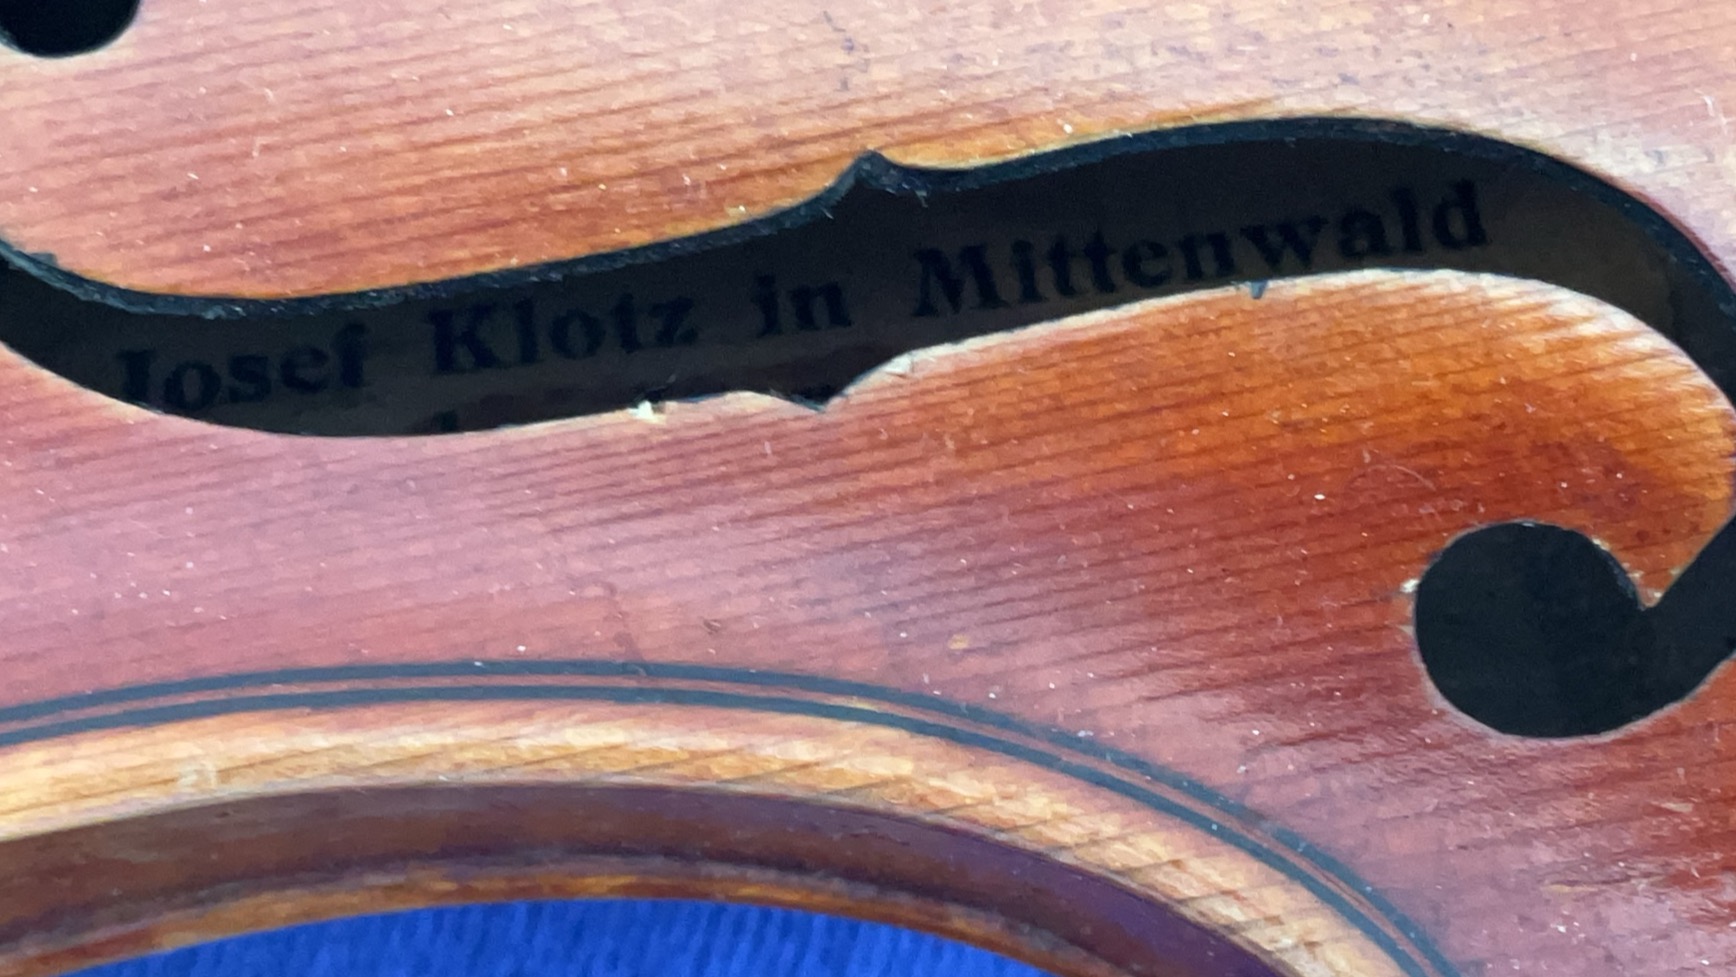 Josef Klotz in Mittenwald